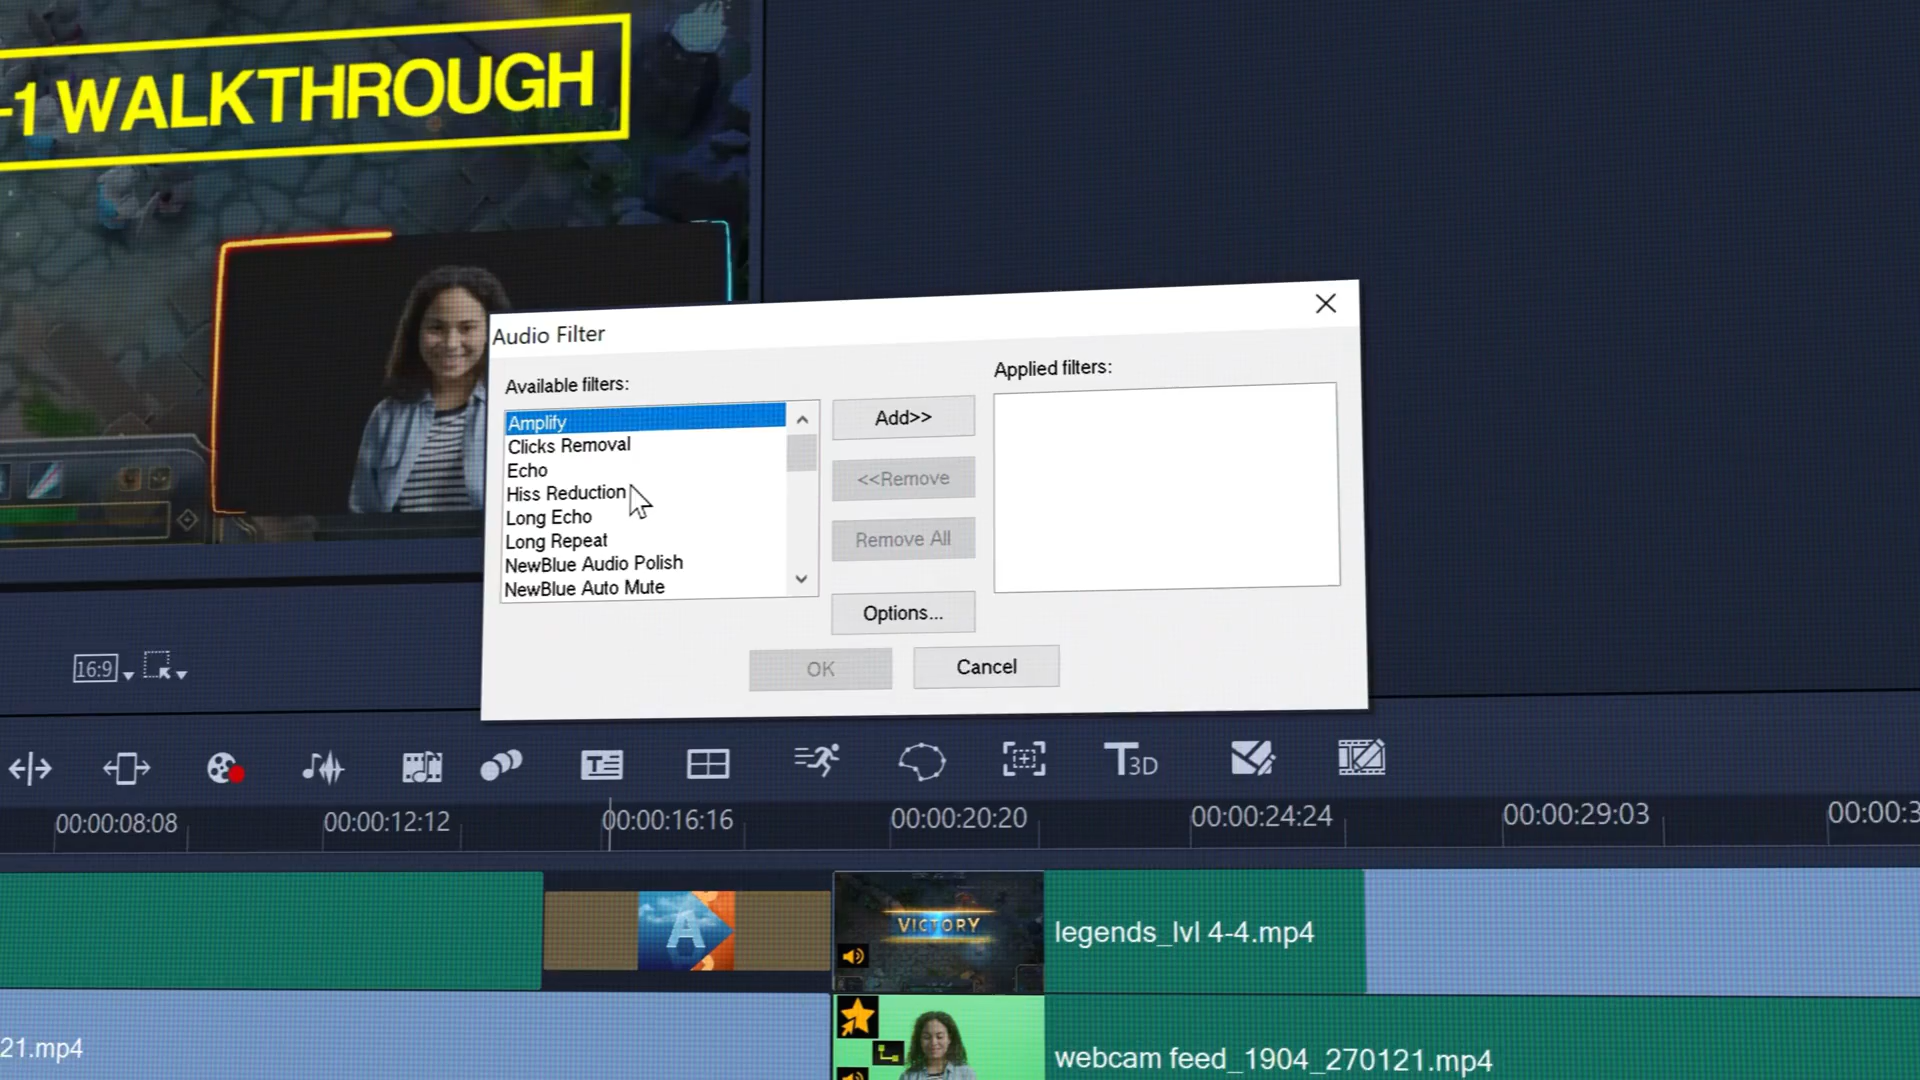 -1 WALKTHROUGH
Audio Filter
Available filters:
Applied filters:
Amplify
Clicks Removal
Echo
Hiss Reduction
Long Echo
Long Repeat
NewBlue Audio Polish
NewBlue Auto Mute
Add>>
<<Remove
Remove All
Options...
OK
Cancel
16:9
T3D
00:00:08:08
00:00:12:12
00:00:16:16
00:00:20:20
00:00:24:24
00:00:29:03
00:00:3
A
VICTORY
legends_lvl 4-4.mp4
21.mp4
webcam feed_1904_270121.mp4